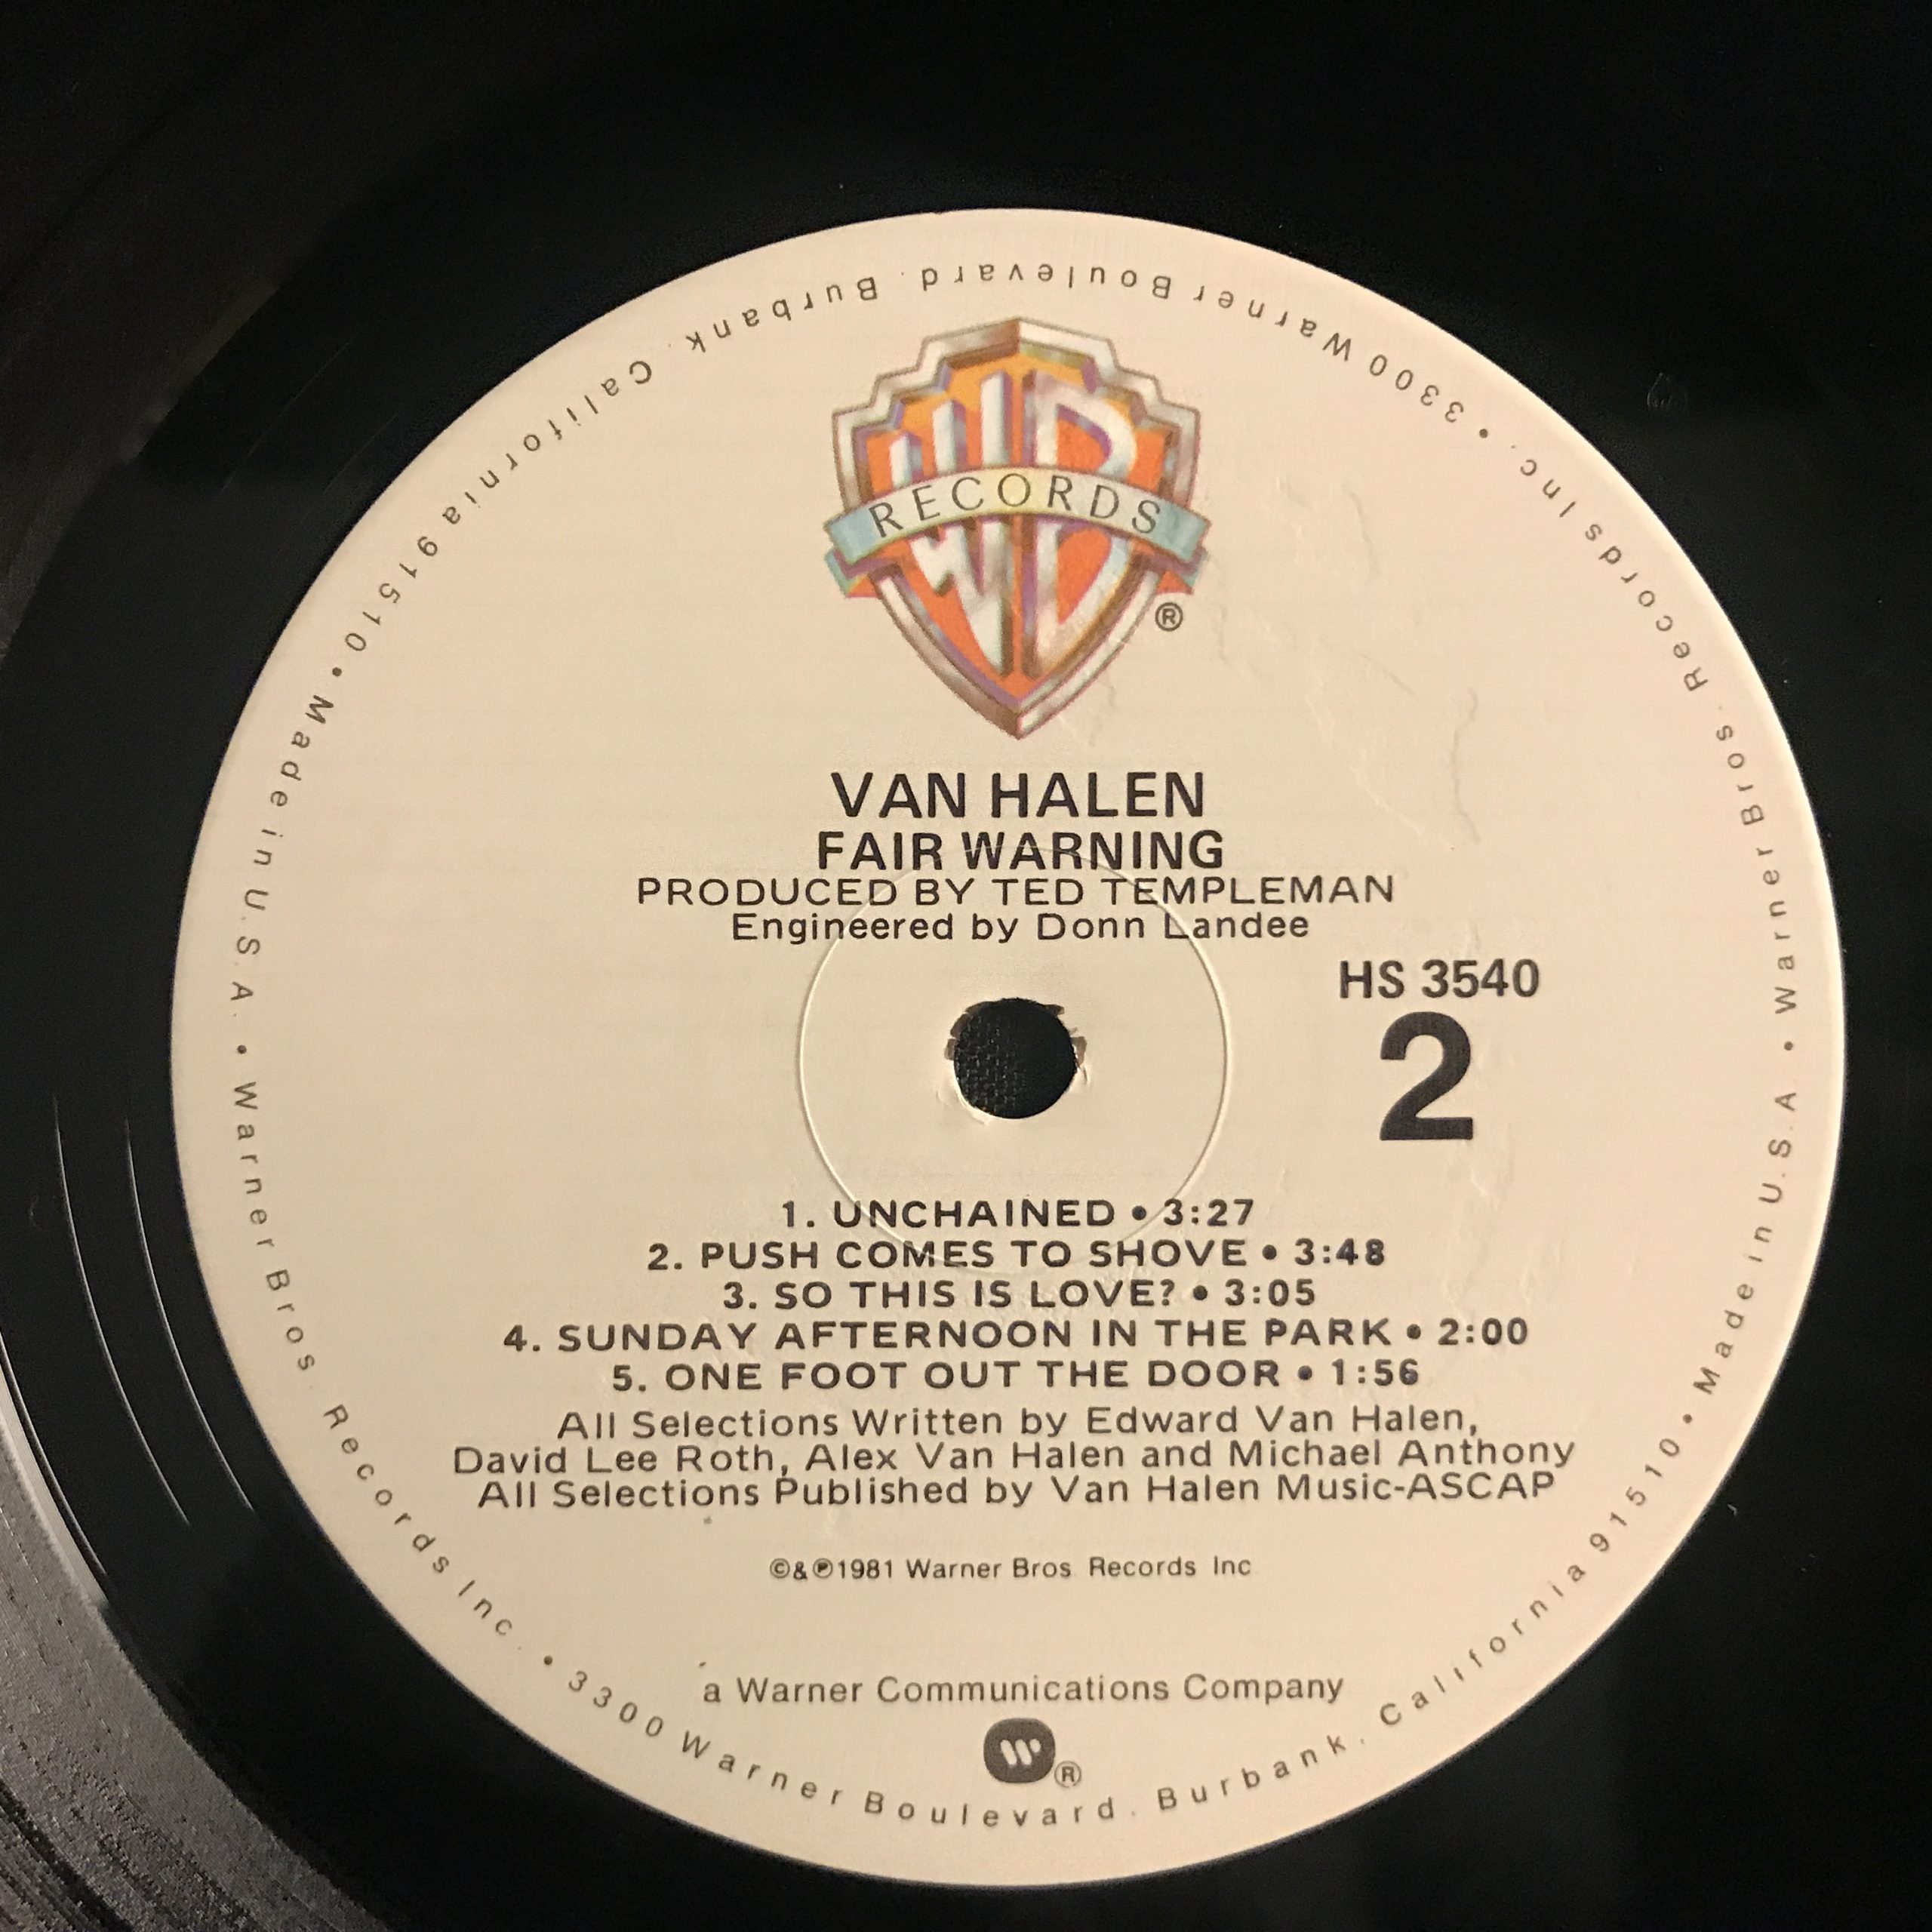 WB
RECORDS
®
VAN HALEN
FAIR WARNING
PRODUCED BY TED TEMPLEMAN
Engineered by Donn Landee
HS 3540
2
1. UNCHAINED • 3:27
2. PUSH COMES TO SHOVE • 3:48
3. SO THIS IS LOVE? • 3:05
4. SUNDAY AFTERNOON IN THE PARK • 2:00
5. ONE FOOT OUT THE DOOR • 1:56
All Selections Written by Edward Van Halen,
David Lee Roth, Alex Van Halen and Michael Anthony
All Selections Published by Van Halen Music-ASCAP
©&℗1981 Warner Bros. Records Inc
a Warner Communications Company
W ®
Warner Bros. Records Inc. • 3300 Warner Boulevard. Burbank. California 91510 • Made in U.S.A. • Warner Bros. Records Inc. • 3300 Warner Boulevard. Burbank. California 91510 • Made in U.S.A. •